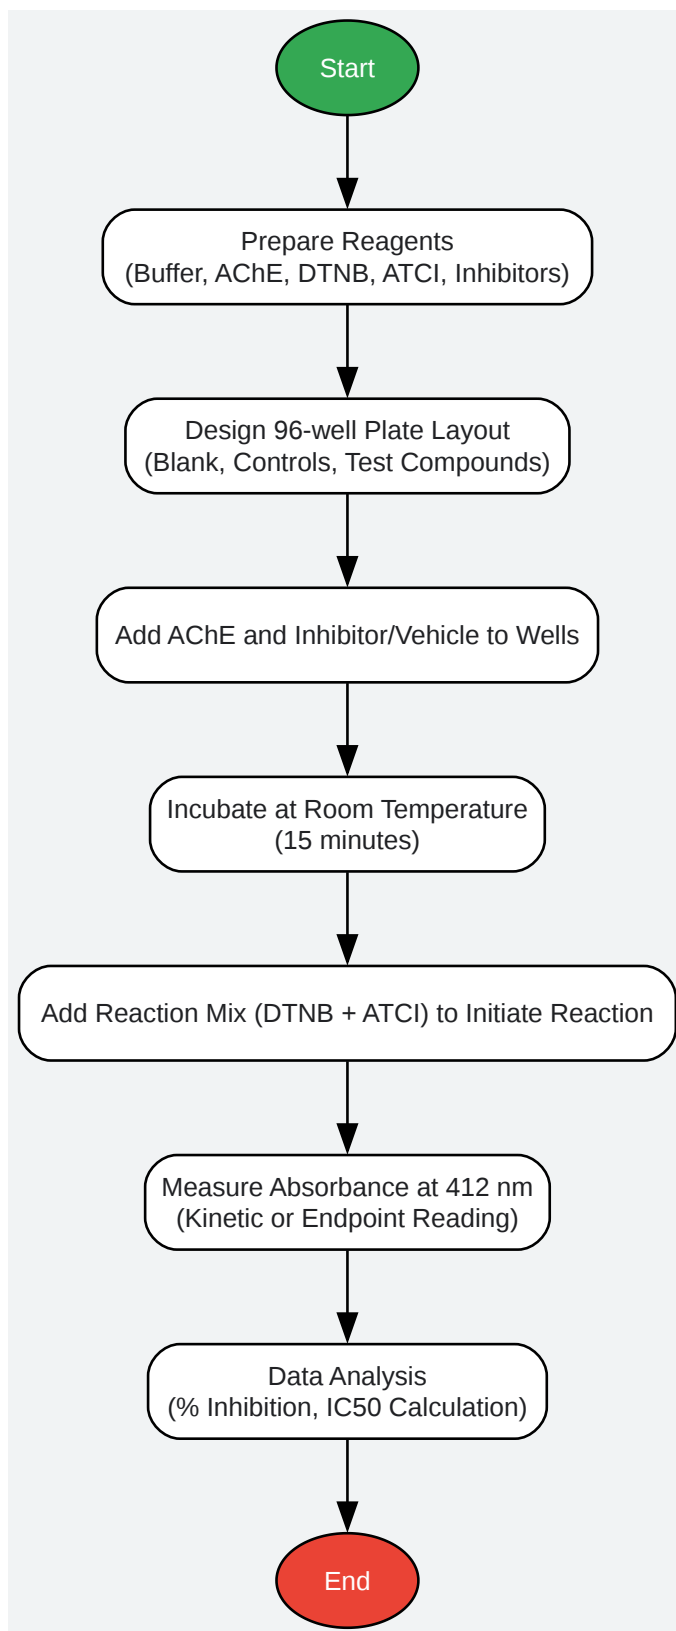 Start
Prepare Reagents
(Buffer, AChE, DTNB, ATCI, Inhibitors)
Design 96-well Plate Layout
(Blank, Controls, Test Compounds)
Add AChE and Inhibitor/Vehicle to Wells
Incubate at Room Temperature
(15 minutes)
Add Reaction Mix (DTNB + ATCI) to Initiate Reaction
Measure Absorbance at 412 nm
(Kinetic or Endpoint Reading)
Data Analysis
(% Inhibition, IC50 Calculation)
End